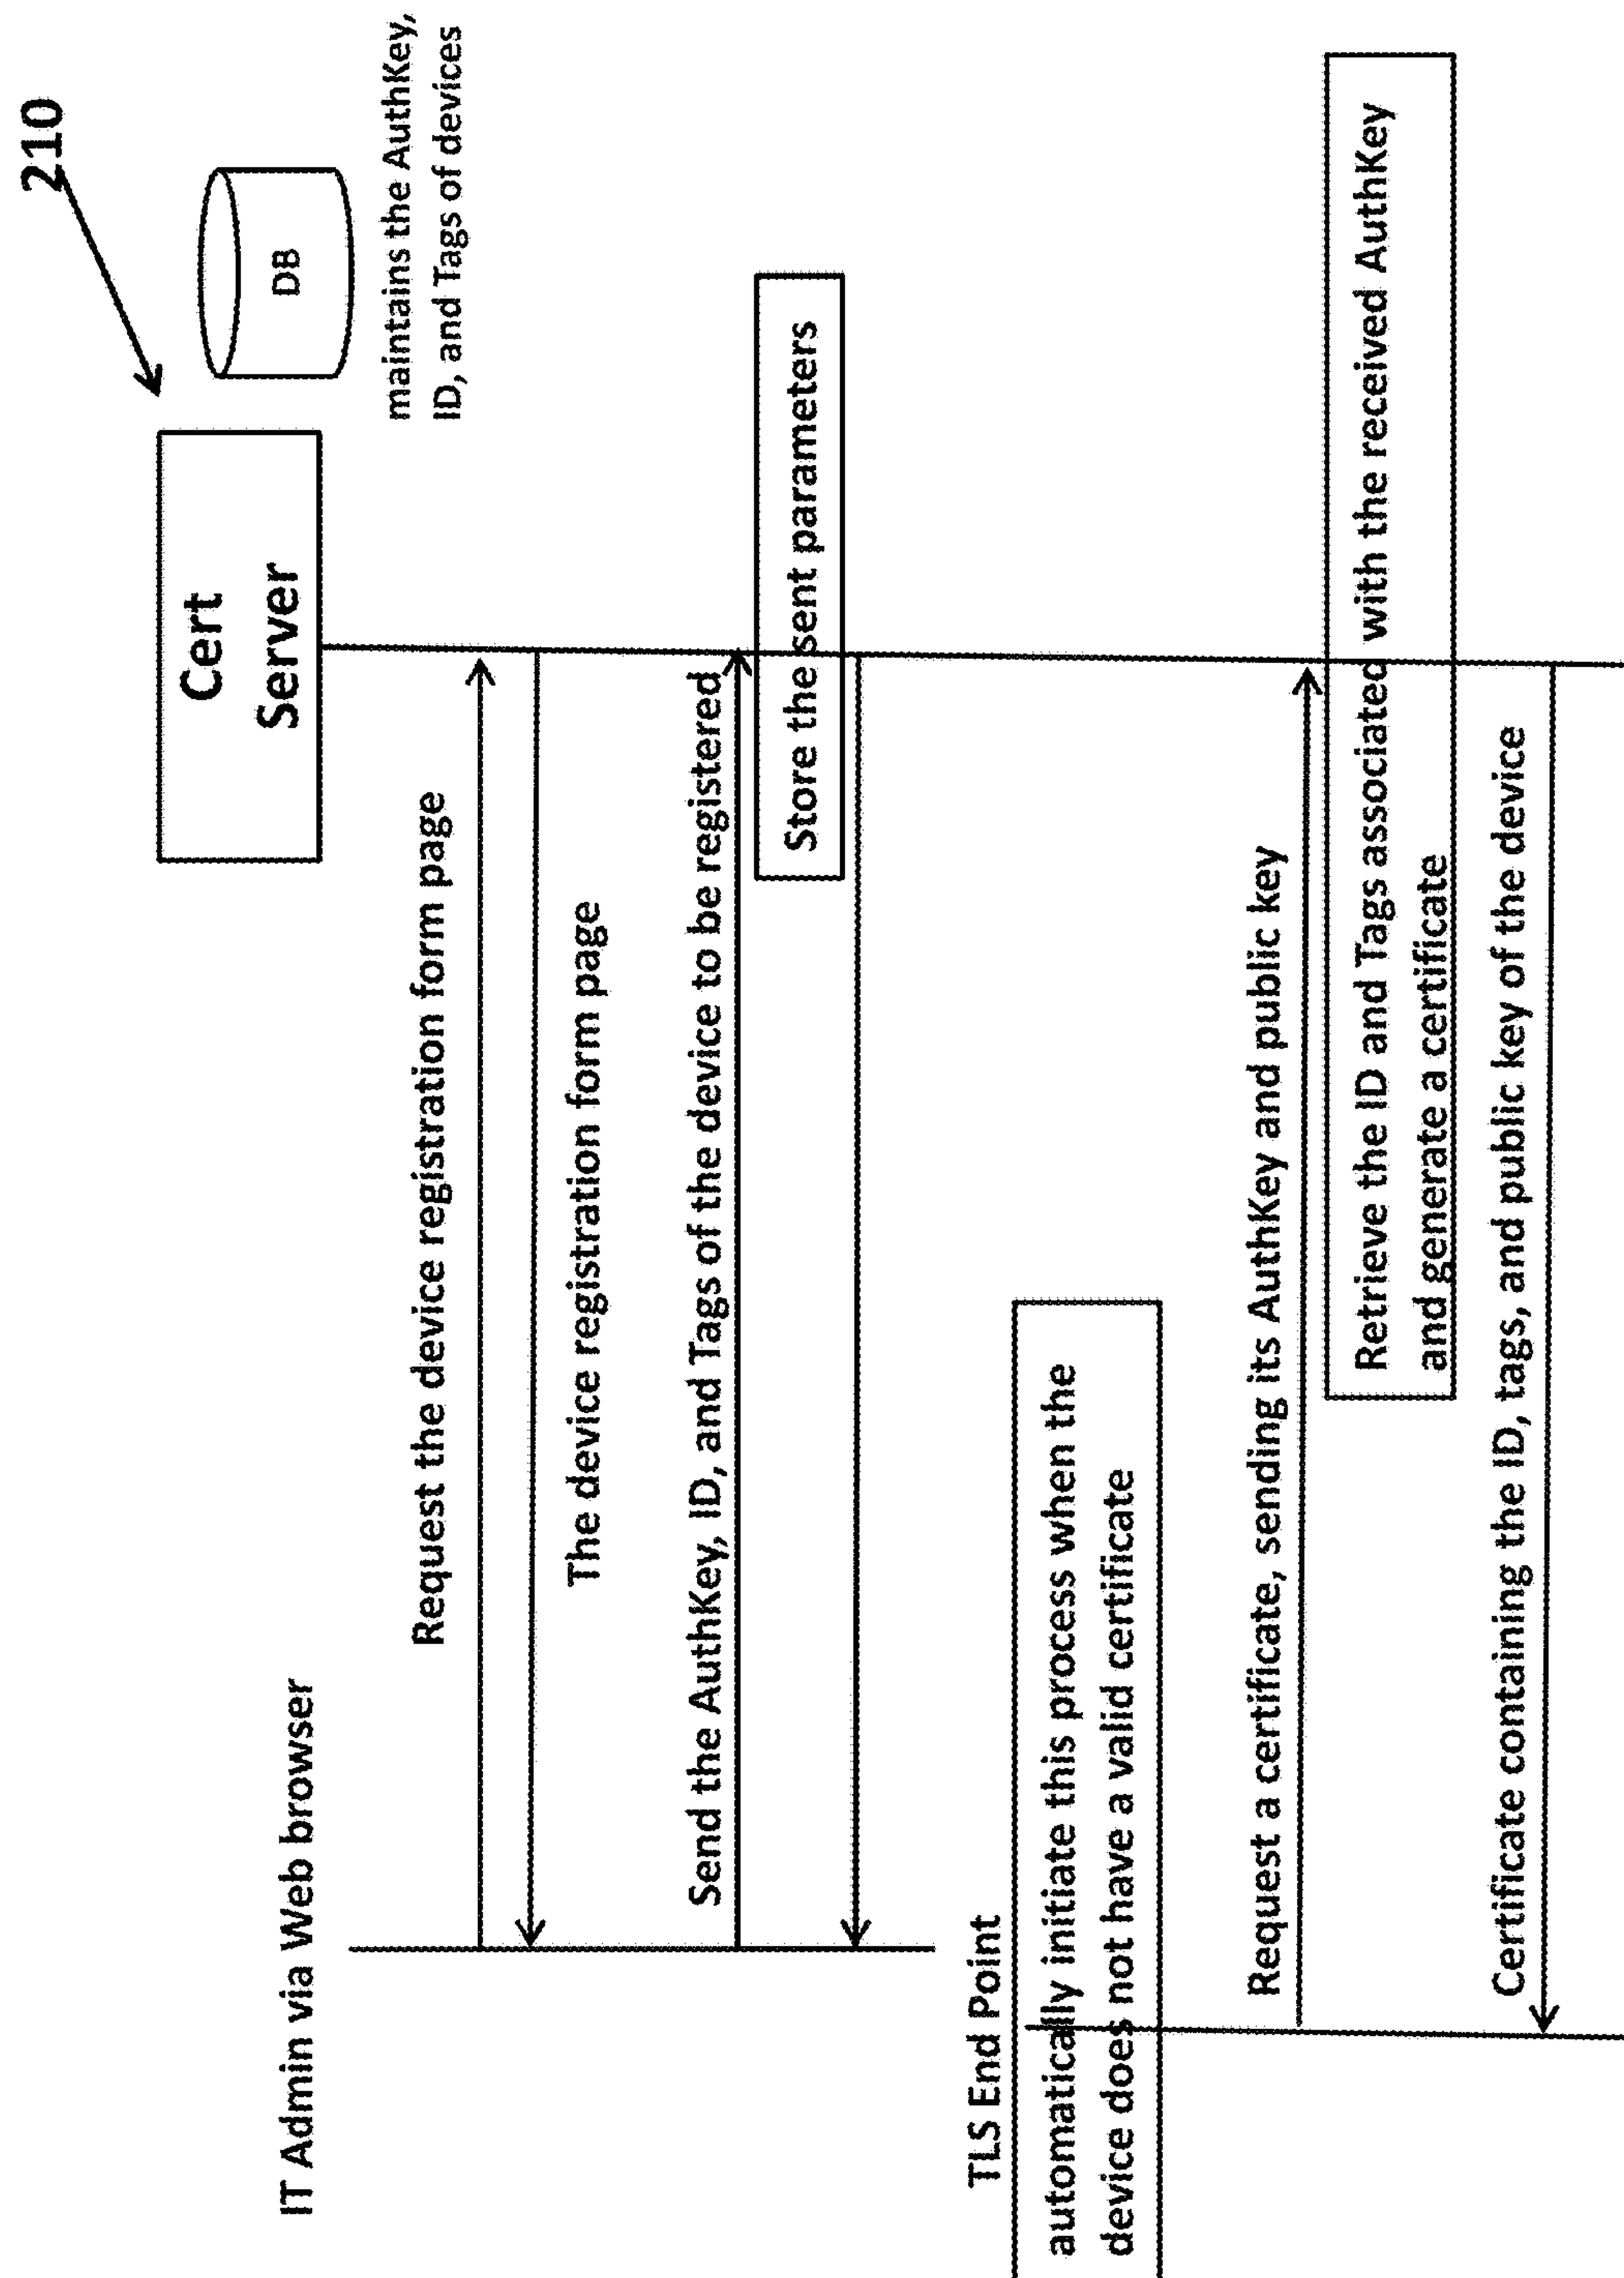 210
Cert
Server
DB
maintains the AuthKey,
ID, and Tags of devices
IT Admin via Web browser
Request the device registration form page
The device registration form page
Send the AuthKey, ID, and Tags of the device to be registered
Store the sent parameters
TLS End Point
automatically initiate this process when the
device does not have a valid certificate
Request a certificate, sending its AuthKey and public key
Retrieve the ID and Tags associated with the received AuthKey
and generate a certificate
Certificate containing the ID, tags, and public key of the device